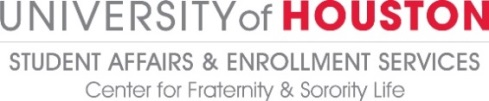 UNIVERSITY of HOUSTON
STUDENT AFFAIRS & ENROLLMENT SERVICES
Center for Fraternity & Sorority Life